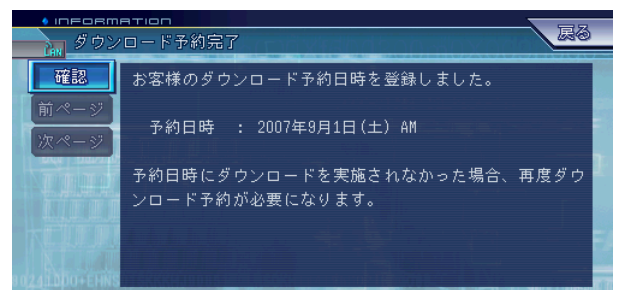 INFORMATION
LAN ダウンロード予約完了
戻る
確認
前ページ
次ページ
お客様のダウンロード予約日時を登録しました。
予約日時 : 2007年9月1日(土) AM
予約日時にダウンロードを実施されなかった場合、再度ダウ
ンロード予約が必要になります。